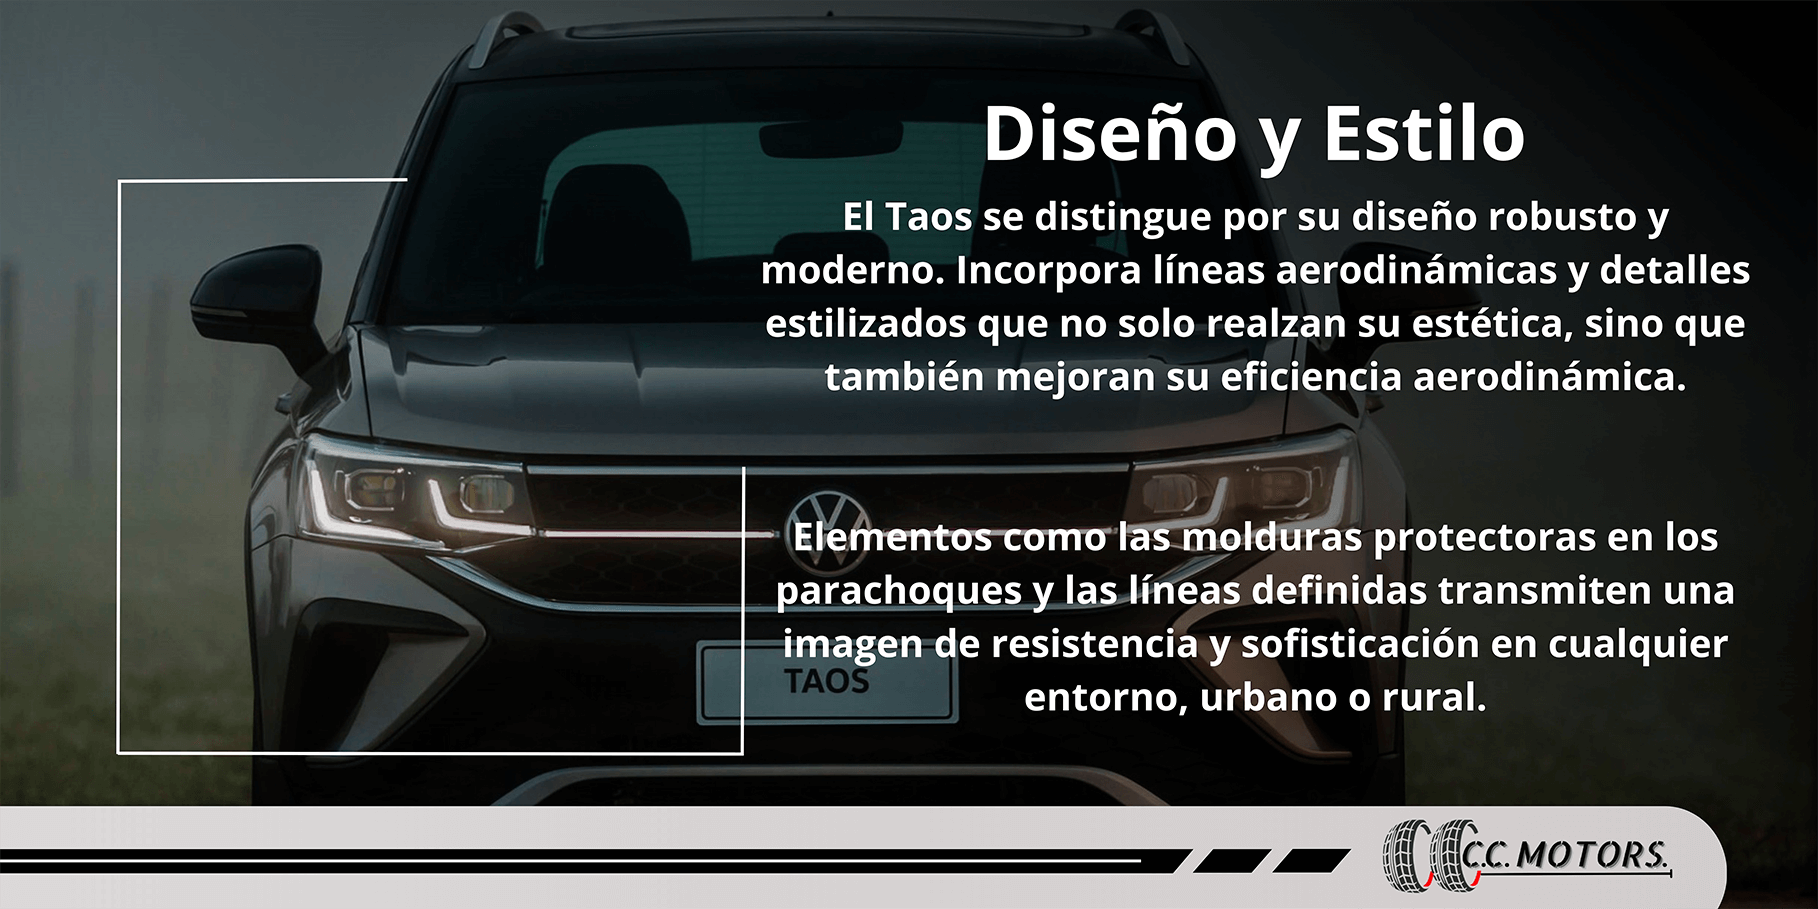 Diseño y Estilo
El Taos se distingue por su diseño robusto y
moderno. Incorpora líneas aerodinámicas y detalles
estilizados que no solo realzan su estética, sino que
también mejoran su eficiencia aerodinámica.
Elementos como las molduras protectoras en los
parachoques y las líneas definidas transmiten una
imagen de resistencia y sofisticación en cualquier
entorno, urbano o rural.
TAOS
C.C. MOTORS.